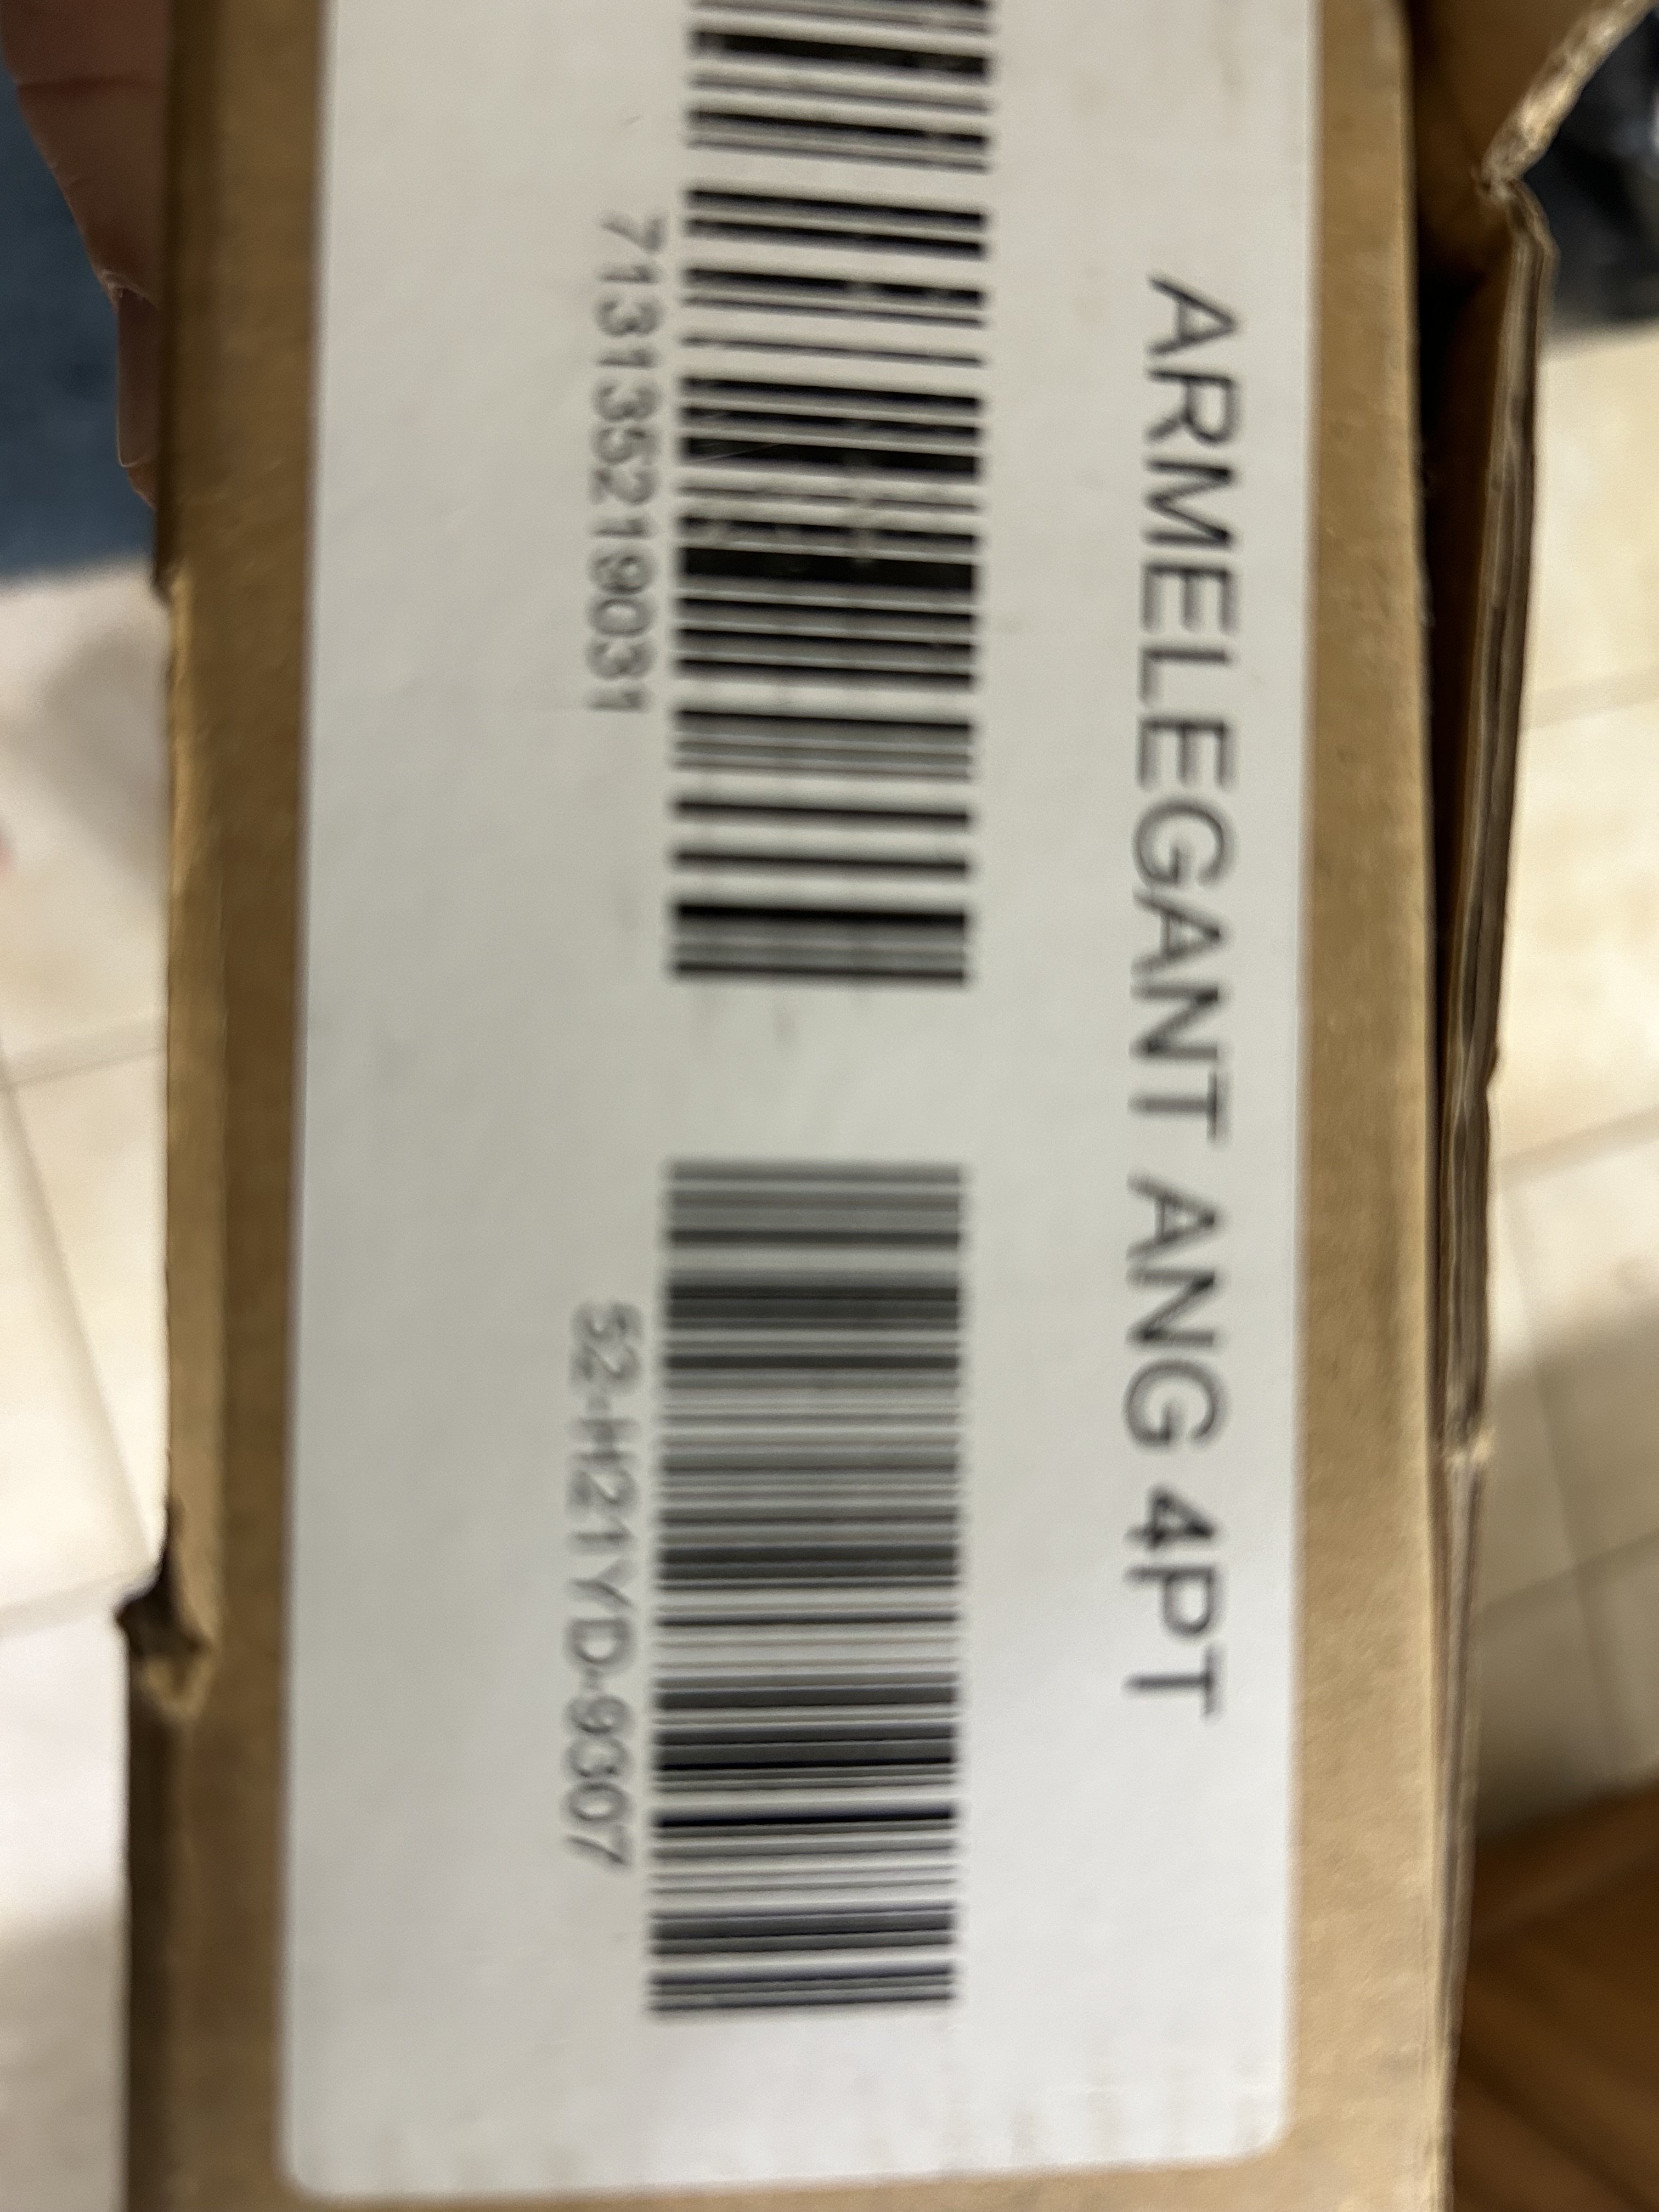 ARMELEGANT ANG 4PT
713135219031
52-H21YD-9307